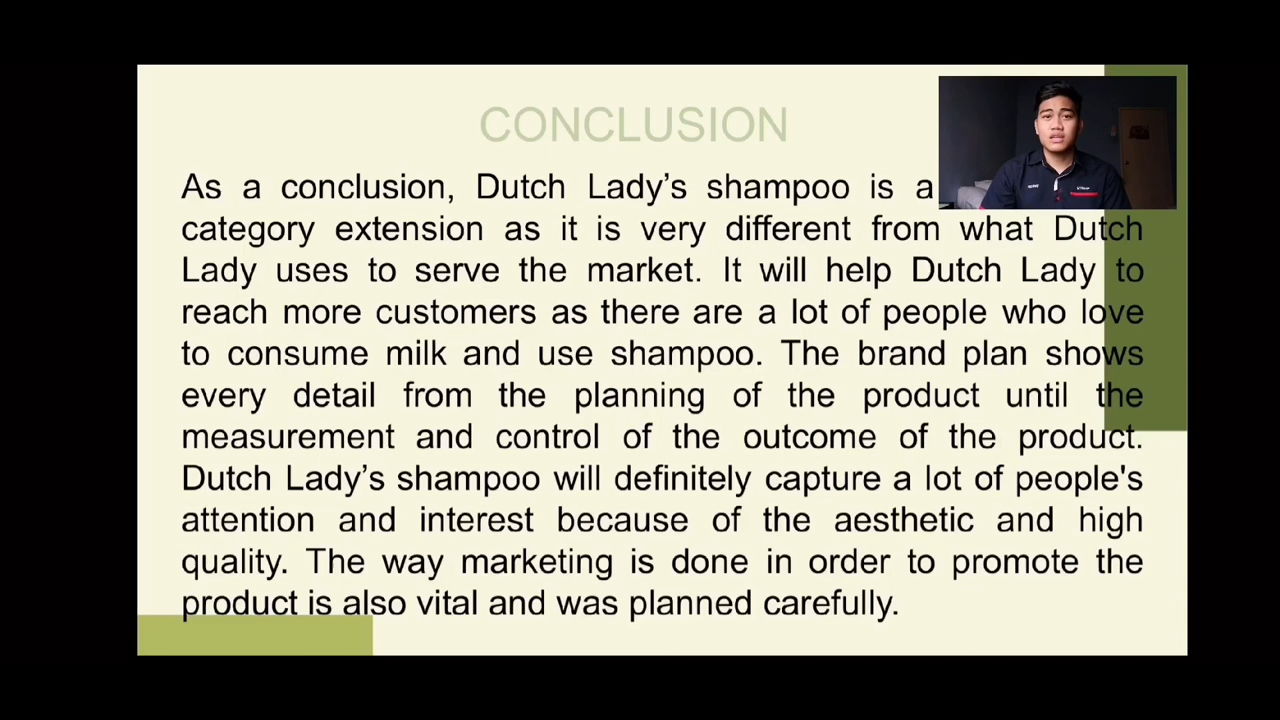 CONCLUSION
As a conclusion, Dutch Lady’s shampoo is a
category extension as it is very different from what Dutch
Lady uses to serve the market. It will help Dutch Lady to
reach more customers as there are a lot of people who love
to consume milk and use shampoo. The brand plan shows
every detail from the planning of the product until the
measurement and control of the outcome of the product.
Dutch Lady’s shampoo will definitely capture a lot of people's
attention and interest because of the aesthetic and high
quality. The way marketing is done in order to promote the
product is also vital and was planned carefully.